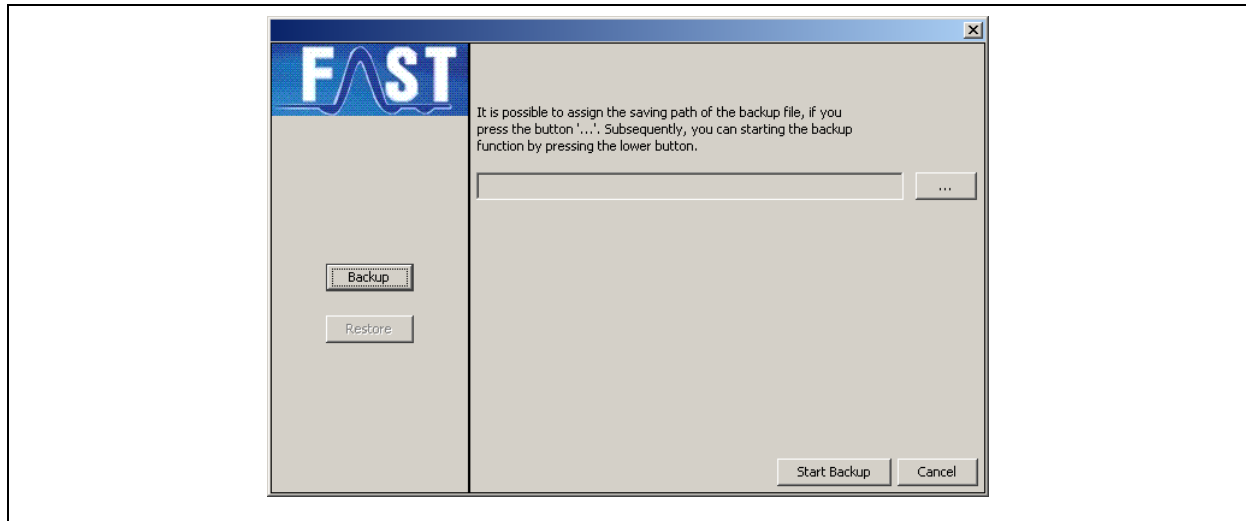 FAST
It is possible to assign the saving path of the backup file, if you
press the button '...'. Subsequently, you can starting the backup
function by pressing the lower button.
...
Backup
Restore
Start Backup
Cancel